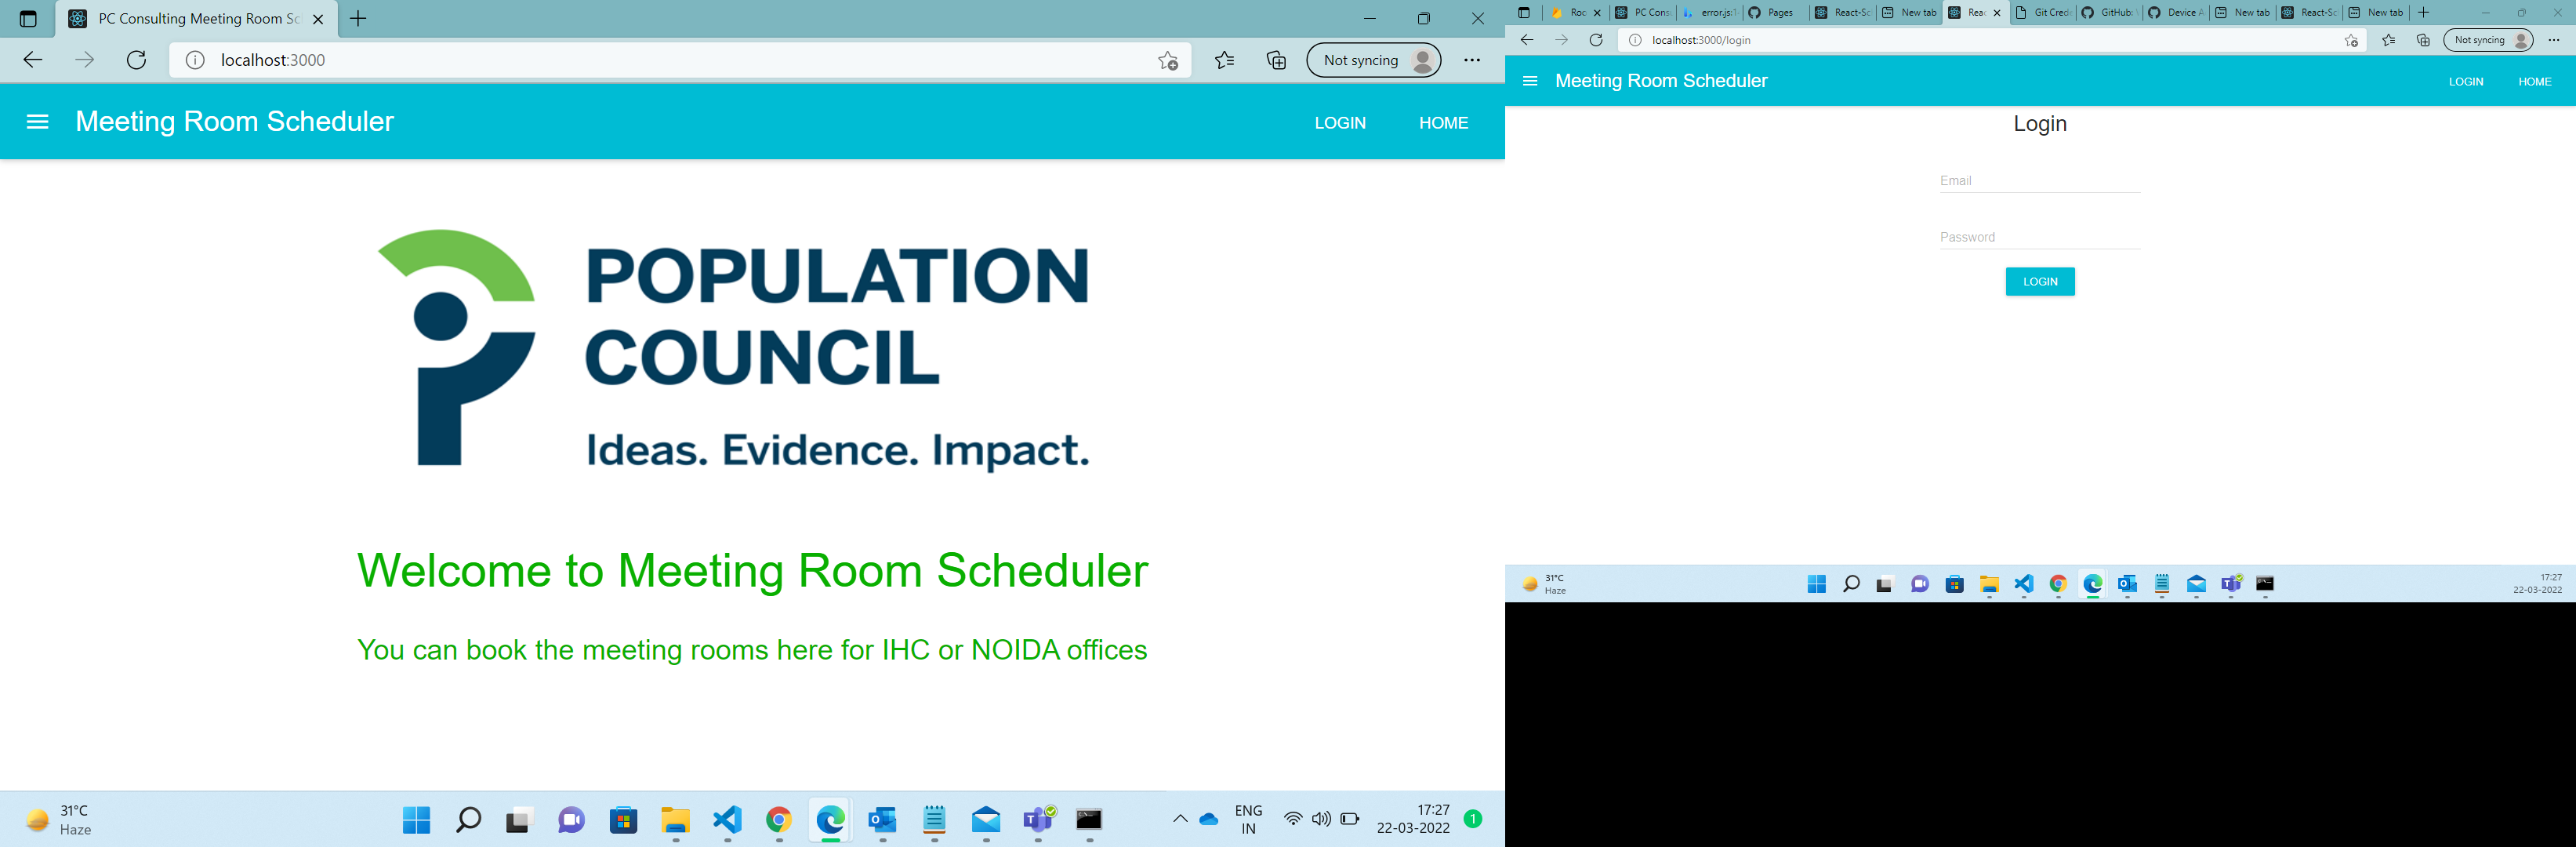 PC Consulting Meeting Room Sc
localhost:3000
Not syncing
Meeting Room Scheduler
LOGIN
HOME
POPULATION
COUNCIL
Ideas. Evidence. Impact.
Welcome to Meeting Room Scheduler
You can book the meeting rooms here for IHC or NOIDA offices
31°C
Haze
ENG
IN
17:27
22-03-2022
1
Roo
PC Cons
error.js:1
Pages
React-Sc
New tab
Reac
Git Cred
GitHub:
Device A
New tab
React-Sc
New tab
localhost:3000/login
Not syncing
Meeting Room Scheduler
LOGIN
HOME
Login
Email
Password
LOGIN
31°C
Haze
17:27
22-03-2022